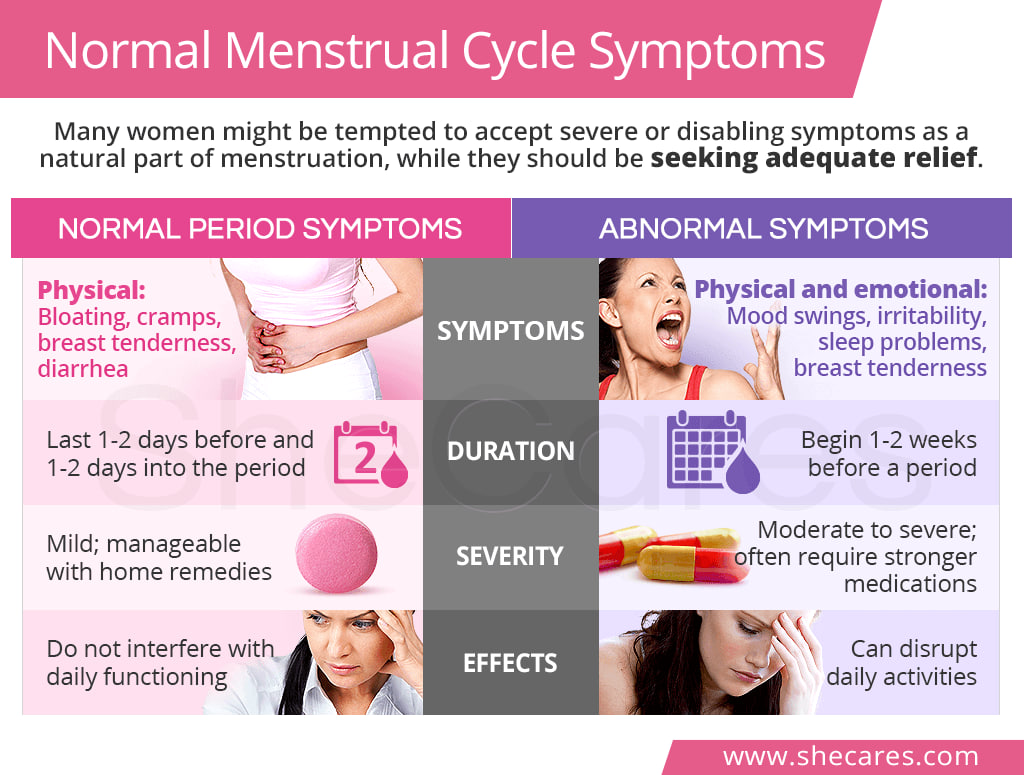 Normal Menstrual Cycle Symptoms
Many women might be tempted to accept severe or disabling symptoms as a
natural part of menstruation, while they should be seeking adequate relief.
NORMAL PERIOD SYMPTOMS
ABNORMAL SYMPTOMS
Physical:
Bloating, cramps,
breast tenderness,
diarrhea
SYMPTOMS
Physical and emotional:
Mood swings, irritability,
sleep problems,
breast tenderness
Last 1-2 days before and
1-2 days into the period
2
DURATION
Begin 1-2 weeks
before a period
SheCares
Mild; manageable
with home remedies
SEVERITY
Moderate to severe;
often require stronger
medications
Do not interfere with
daily functioning
EFFECTS
Can disrupt
daily activities
www.shecares.com